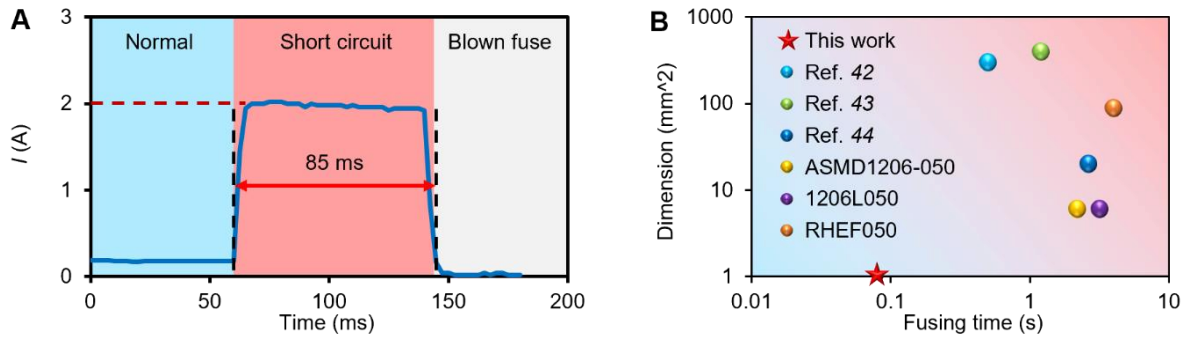 A
3
2
1
0
I (A)
Normal
Short circuit
Blown fuse
85 ms
0
50
100
150
200
Time (ms)
B
1000
100
10
1
Dimension (mm^2)
This work
Ref. 42
Ref. 43
Ref. 44
ASMD1206-050
1206L050
RHEF050
0.01
0.1
1
10
Fusing time (s)